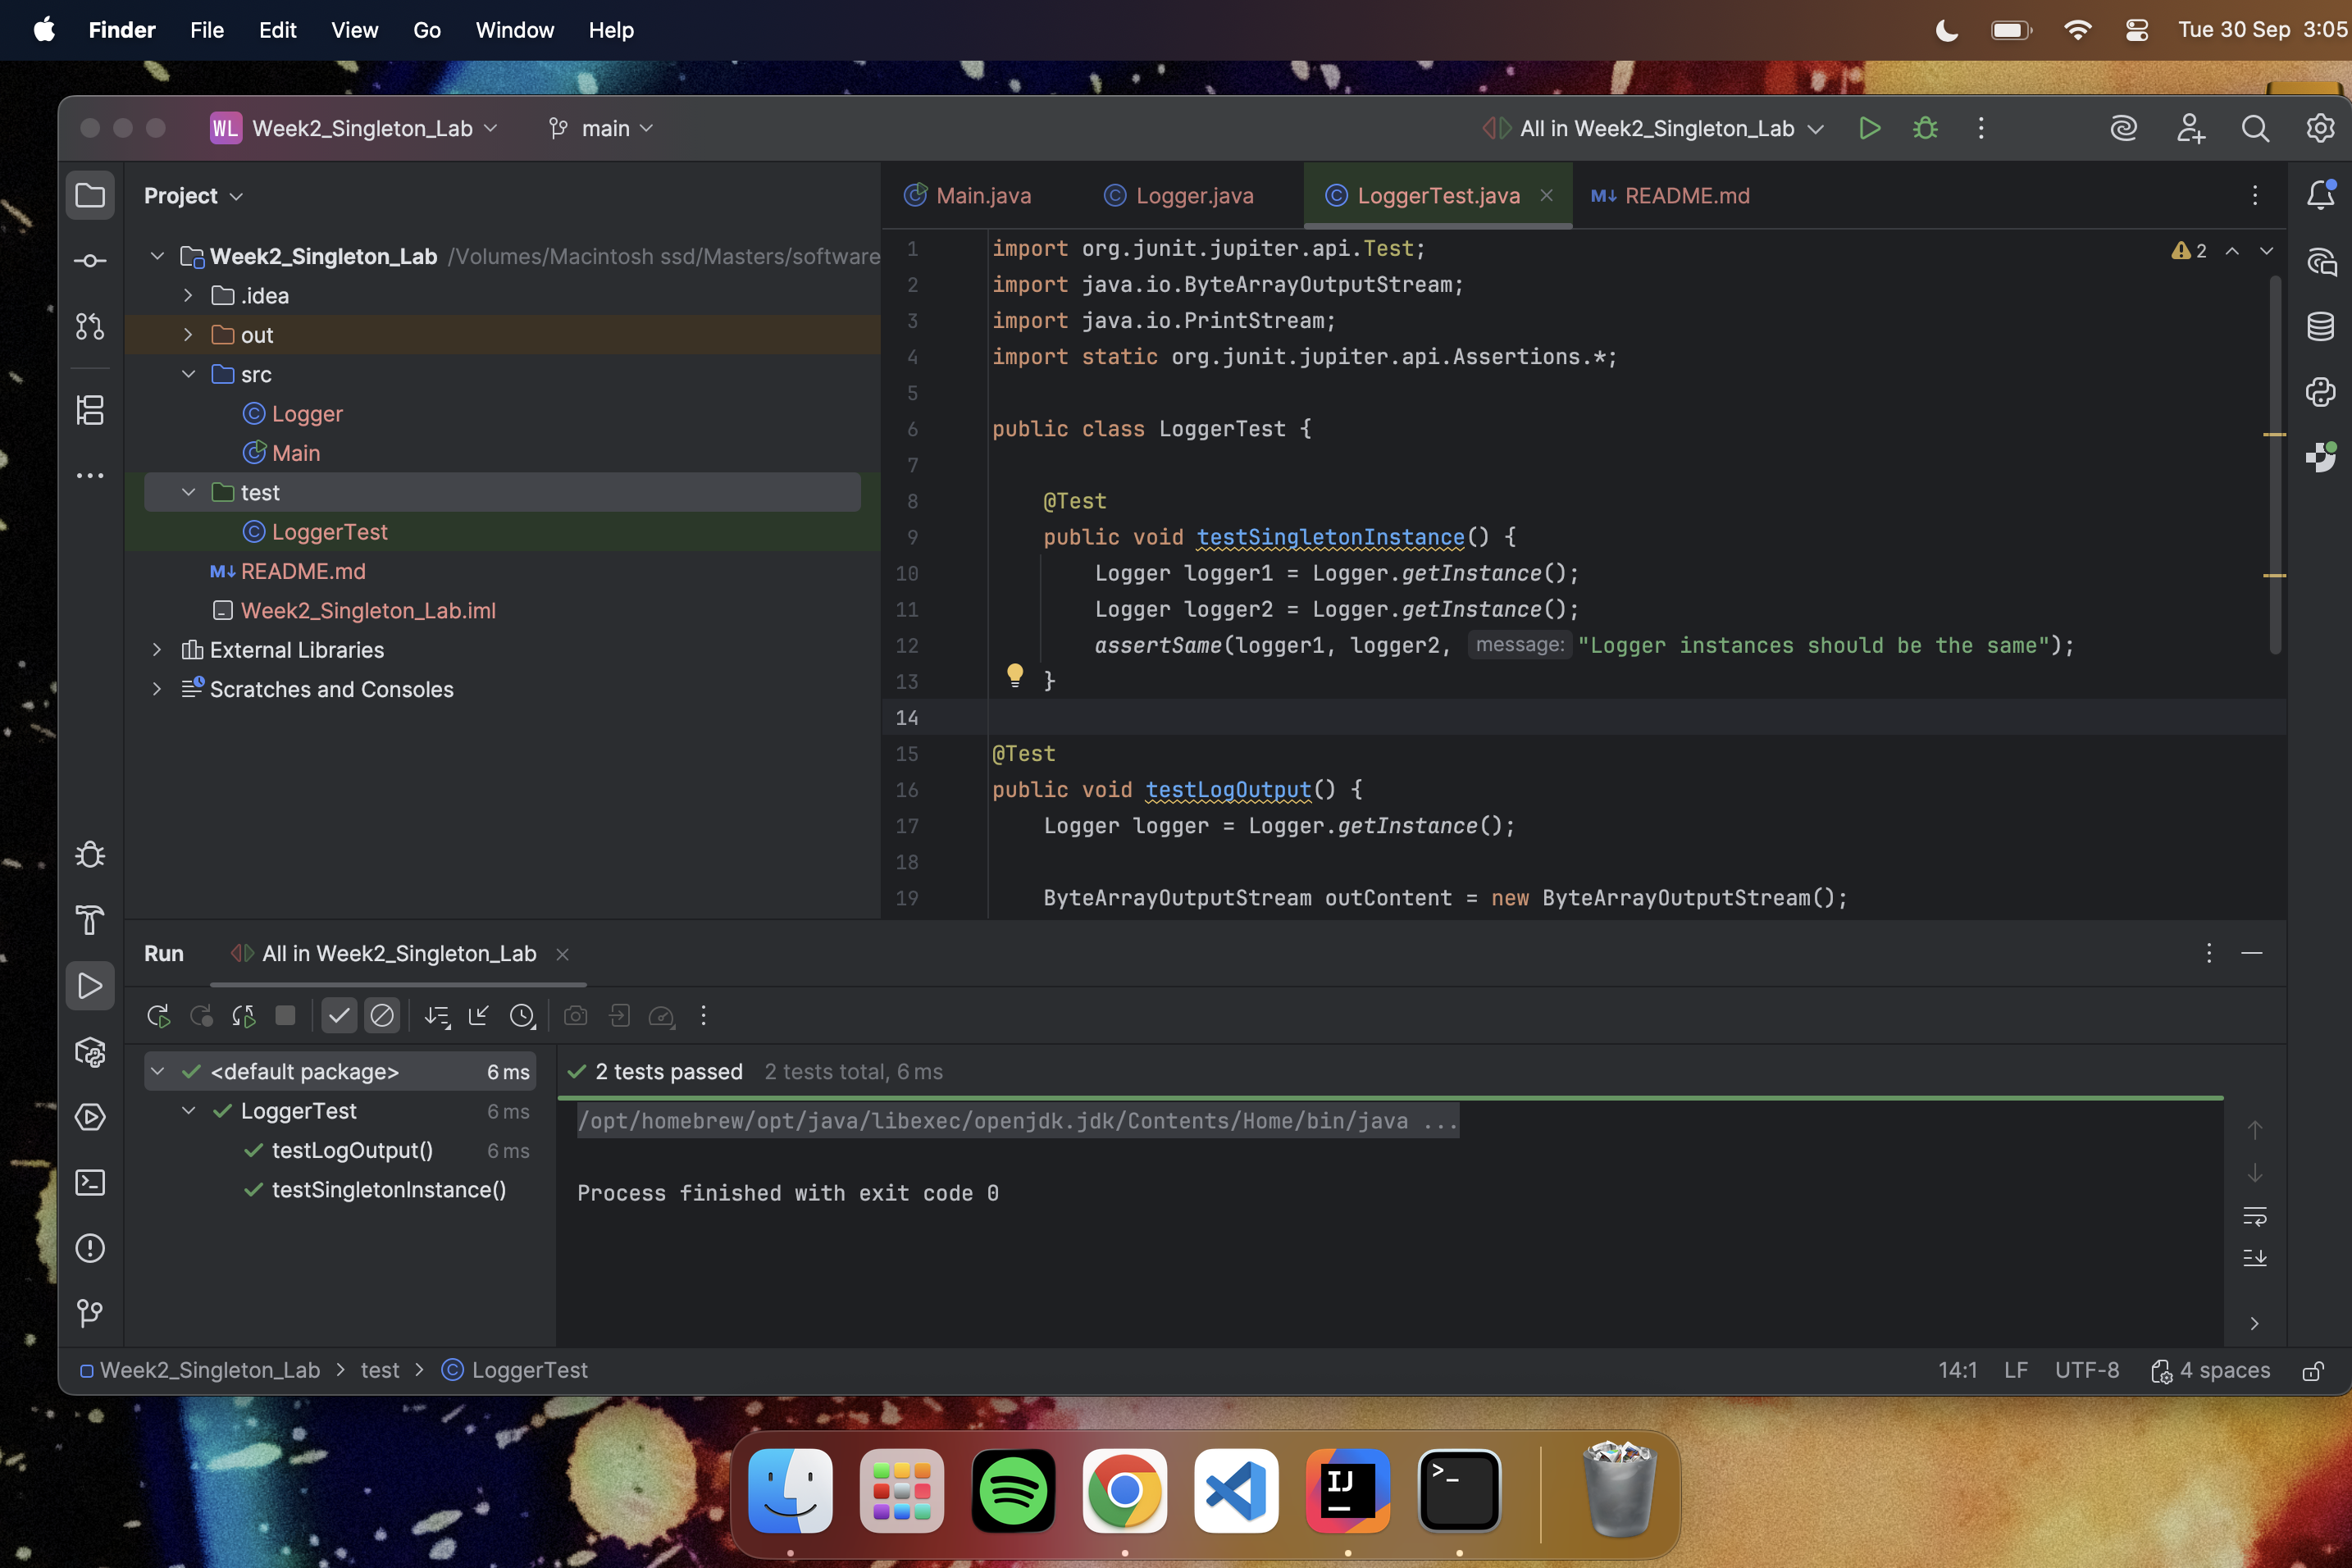 Finder File Edit View Go Window Help Tue 30 Sep 3:05
WL Week2_Singleton_Lab main All in Week2_Singleton_Lab
Project
Week2_Singleton_Lab /Volumes/Macintosh ssd/Masters/software
.idea
out
src
Logger
Main
test
LoggerTest
README.md
Week2_Singleton_Lab.iml
External Libraries
Scratches and Consoles
Main.java Logger.java LoggerTest.java README.md
2
1 import org.junit.jupiter.api.Test;
2 import java.io.ByteArrayOutputStream;
3 import java.io.PrintStream;
4 import static org.junit.jupiter.api.Assertions.*;
5
6 public class LoggerTest {
7
8 @Test
9 public void testSingletonInstance() {
10 Logger logger1 = Logger.getInstance();
11 Logger logger2 = Logger.getInstance();
12 assertSame(logger1, logger2, message: "Logger instances should be the same");
13 }
14
15 @Test
16 public void testLogOutput() {
17 Logger logger = Logger.getInstance();
18
19 ByteArrayOutputStream outContent = new ByteArrayOutputStream();
Run All in Week2_Singleton_Lab
<default package> 6 ms
LoggerTest 6 ms
testLogOutput() 6 ms
testSingletonInstance()
2 tests passed 2 tests total, 6 ms
/opt/homebrew/opt/java/libexec/openjdk.jdk/Contents/Home/bin/java ...
Process finished with exit code 0
Week2_Singleton_Lab > test > LoggerTest 14:1 LF UTF-8 4 spaces
IJ
>_